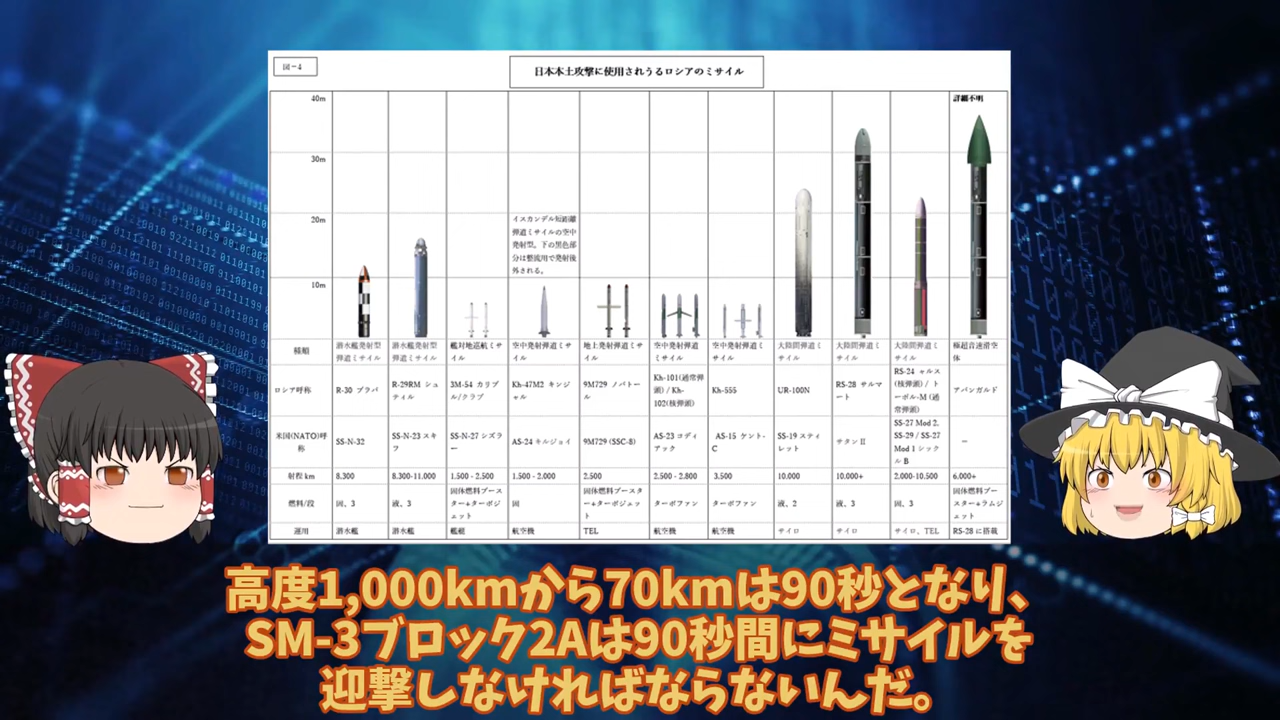 図－4
日本本土攻撃に使用されうるロシアのミサイル
40m
30m
20m
10m
詳細不明
イスカンデル短距離
弾道ミサイルの空中
発射型。下の黒色部
分は整流用で発射後
外される。
種類
潜水艦発射型
弾道ミサイル
潜水艦発射型
弾道ミサイル
艦対地巡航ミサ
イル
空中発射弾道ミサ
イル
地上発射弾道ミサ
イル
空中発射弾道
ミサイル
空中発射弾道ミ
サイル
大陸間弾道ミ
サイル
大陸間弾道ミ
サイル
大陸間弾道ミ
サイル
極超音速滑空
体
ロシア呼称
R-30 ブラバ
R-29RM シュ
ティル
3M-54 カリブ
ル/クラブ
Kh-47M2 キンジ
ャル
9M729 ノバトー
ル
Kh-101(通常弾
頭) / Kh-
102(核弾頭)
Kh-555
UR-100N
RS-28 サルマ
ート
RS-24 ヤルス
(核弾頭) / ト
ーポル-M (通
常弾頭)
アバンガルド
米国(NATO)呼
称
SS-N-32
SS-N-23 スキ
フ
SS-N-27 シズラ
ー
AS-24 キルジョイ
9M729 (SSC-8)
AS-23 コディ
アック
AS-15 ケント-
C
SS-19 スティ
レット
サタンⅡ
SS-27 Mod 2.
SS-29 / SS-27
Mod 1 シック
ル B
－
射程 km
8.300
8.300-11.000
1.500 - 2.500
1.500 - 2.000
2.500
2.500 - 2.800
3.500
10.000
10.000+
2.000-10.500
6.000+
燃料/段
固、3
液、3
固体燃料ブース
ター+ターボジ
ェット
固
固体燃料ブースタ
ー+ターボジェッ
ト
ターボファン
ターボファン
液、2
液、3
固、3
固体燃料ブー
スター+ラムジ
ェット
運用
潜水艦
潜水艦
艦艇
航空機
TEL
航空機
航空機
サイロ
サイロ
サイロ、TEL
RS-28 に搭載
高度1,000kmから70kmは90秒となり、
SM-3ブロック2Aは90秒間にミサイルを
迎撃しなければならないんだ。